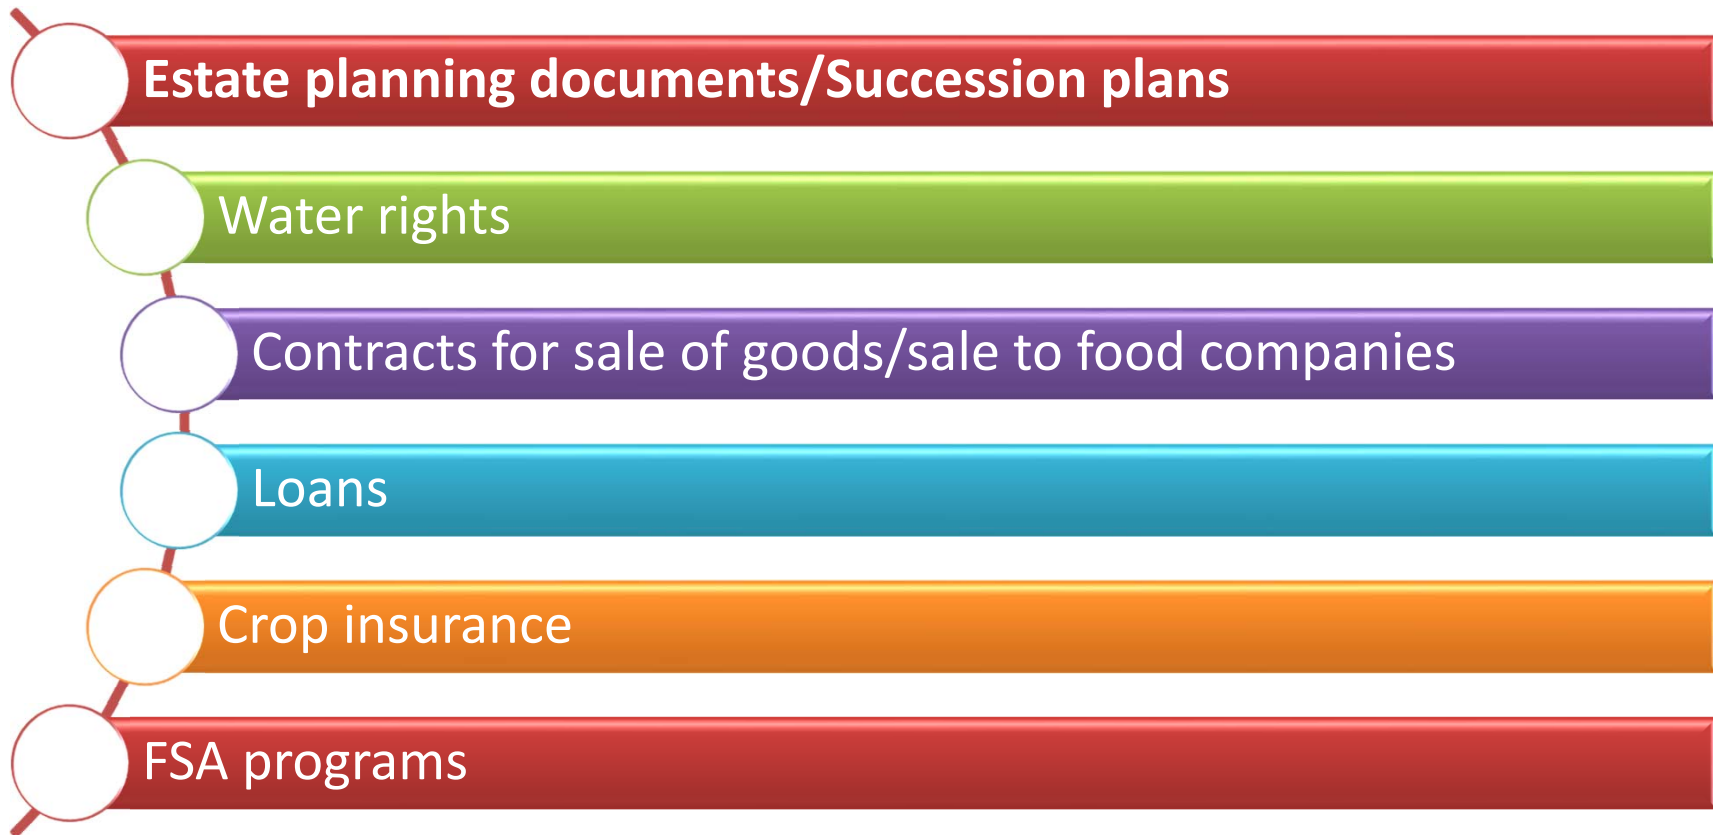 Estate planning documents/Succession plans
Water rights
Contracts for sale of goods/sale to food companies
Loans
Crop insurance
FSA programs